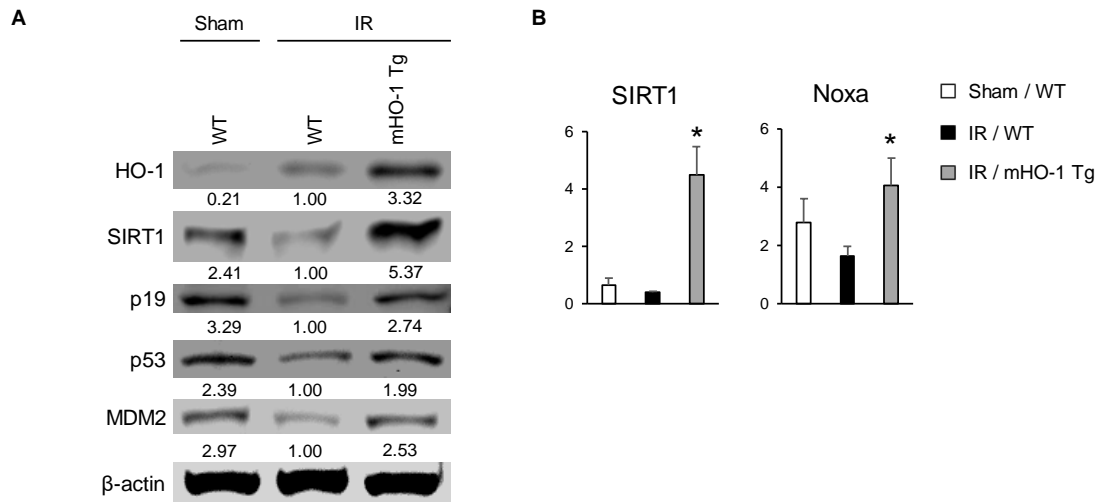 A
Sham IR
WT WT mHO-1 Tg
HO-1
0.21 1.00 3.32
SIRT1
2.41 1.00 5.37
p19
3.29 1.00 2.74
p53
2.39 1.00 1.99
MDM2
2.97 1.00 2.53
β-actin
B
SIRT1
6
4
2
0
*
Noxa
6
4
2
0
*
Sham / WT
IR / WT
IR / mHO-1 Tg